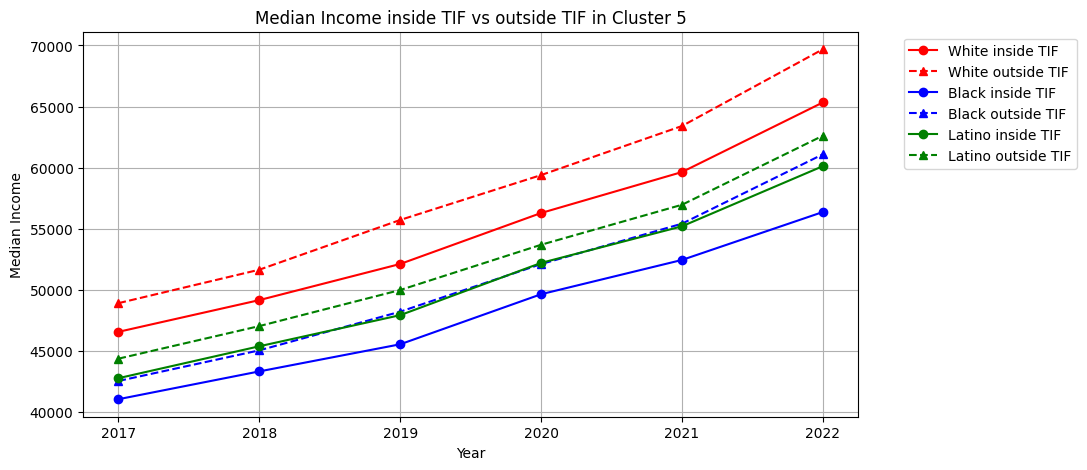 Median Income inside TIF vs outside TIF in Cluster 5
70000
65000
60000
55000
50000
45000
40000
Median Income
2017 2018 2019 2020 2021 2022
Year
White inside TIF
White outside TIF
Black inside TIF
Black outside TIF
Latino inside TIF
Latino outside TIF